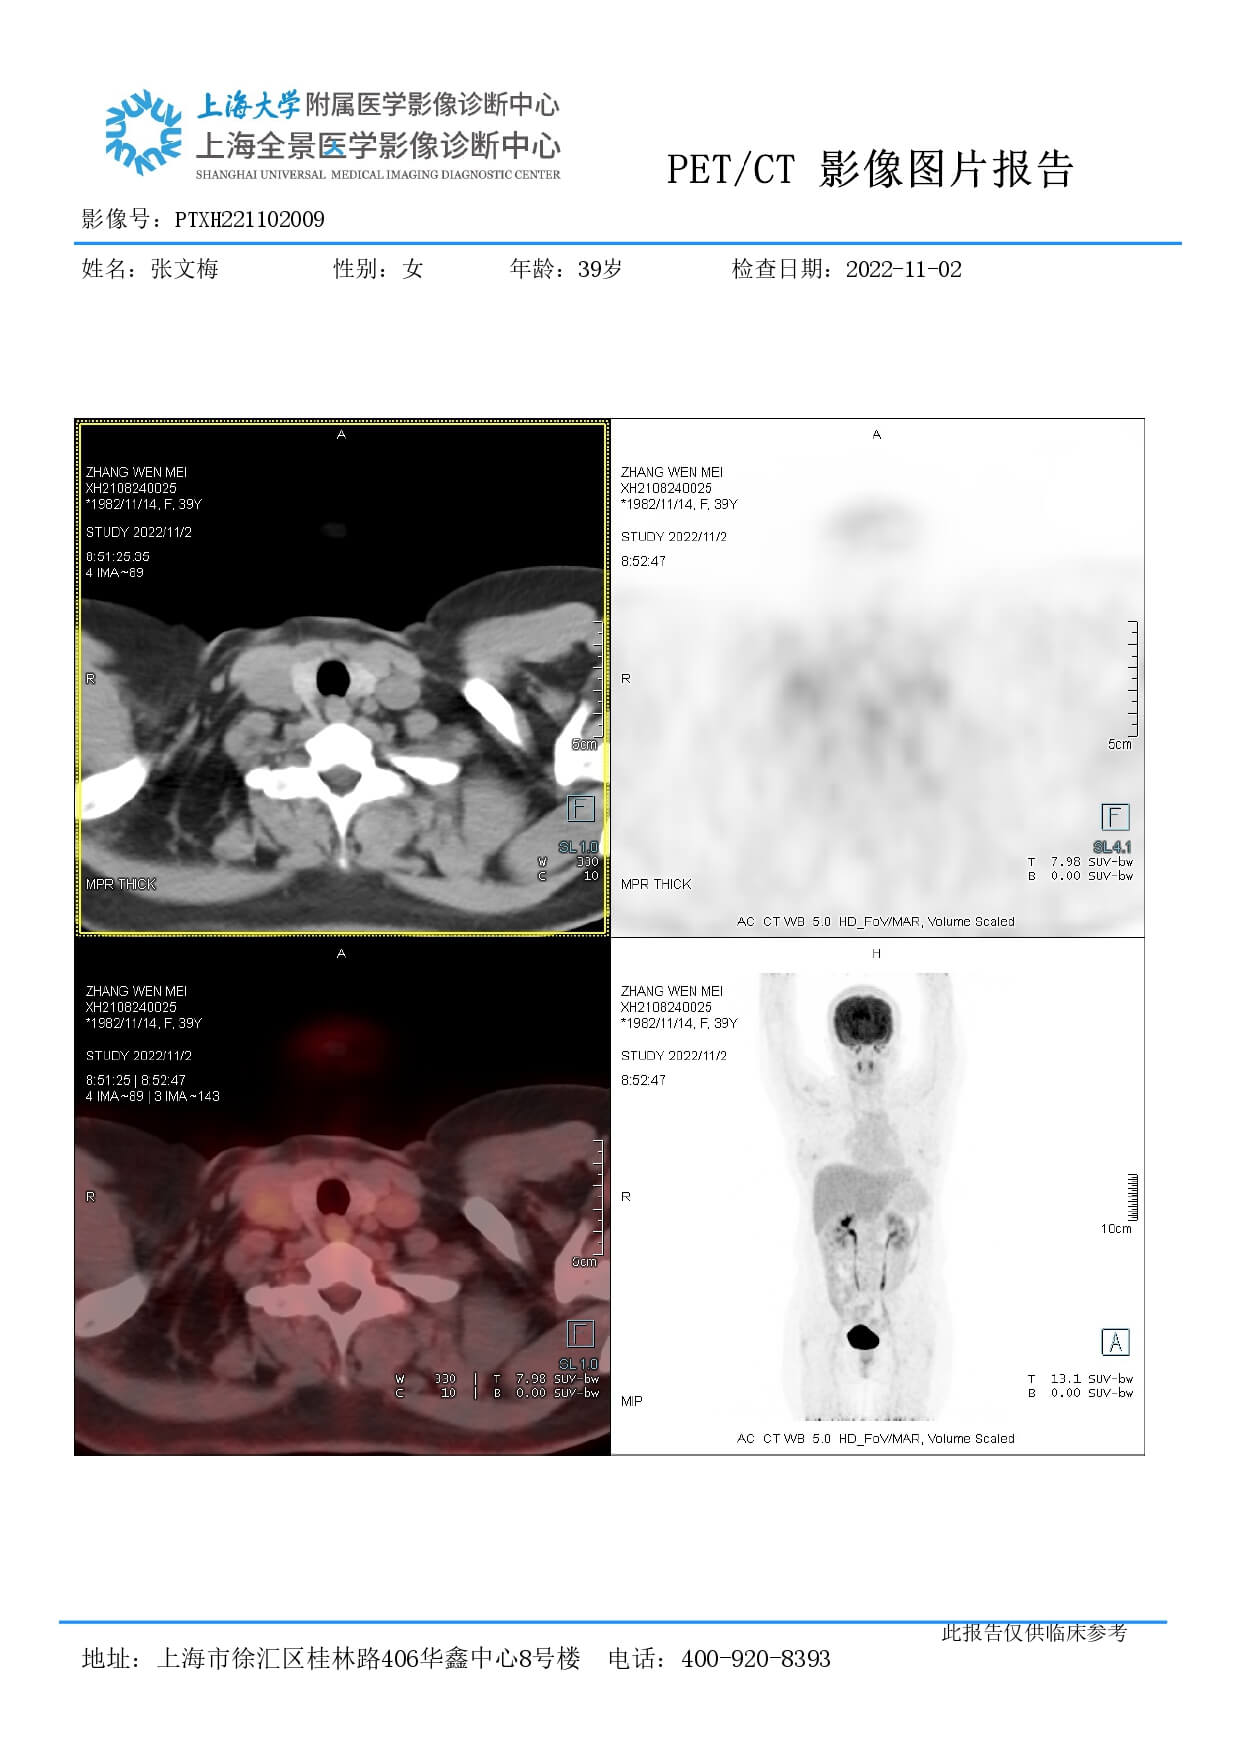 上海大学附属医学影像诊断中心
上海全景医学影像诊断中心
SHANGHAI UNIVERSAL MEDICAL IMAGING DIAGNOSTIC CENTER
PET/CT 影像图片报告
影像号：PTXH221102009
姓名：张文梅 性别：女 年龄：39岁 检查日期：2022-11-02
A
ZHANG WEN MEI
XH2108240025
*1982/11/14, F, 39Y
STUDY 2022/11/2
8:51:25.35
4 IMA~89
R
5cm
F
SL 1.0
W 330
C 10
MPR THICK
A
ZHANG WEN MEI
XH2108240025
*1982/11/14, F, 39Y
STUDY 2022/11/2
8:52:47
R
5cm
F
SL 4.1
T 7.98 SUV-bw
B 0.00 SUV-bw
MPR THICK
AC CT WB 5.0 HD_FoV/MAR, Volume Scaled
A
ZHANG WEN MEI
XH2108240025
*1982/11/14, F, 39Y
STUDY 2022/11/2
8:51:25 | 8:52:47
4 IMA~89 | 3 IMA~143
R
5cm
F
SL 1.0
W 330 | T 7.98 SUV-bw
C 10 | B 0.00 SUV-bw
H
ZHANG WEN MEI
XH2108240025
*1982/11/14, F, 39Y
STUDY 2022/11/2
8:52:47
R
10cm
A
T 13.1 SUV-bw
B 0.00 SUV-bw
MIP
AC CT WB 5.0 HD_FoV/MAR, Volume Scaled
此报告仅供临床参考
地址：上海市徐汇区桂林路406华鑫中心8号楼 电话：400-920-8393